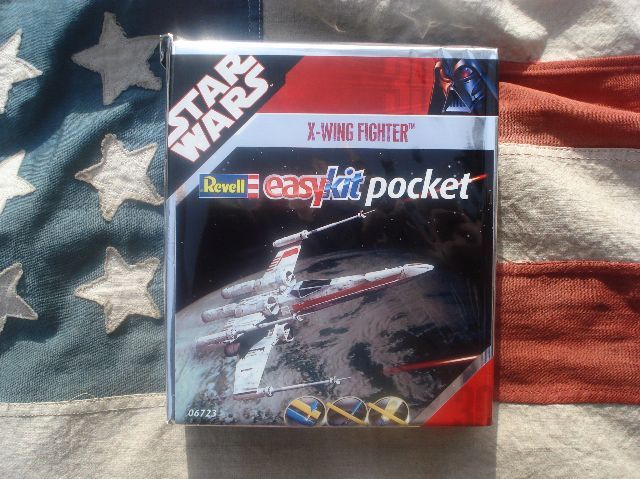 STAR
WARS
X-WING FIGHTER™
Revell easykit pocket
06723